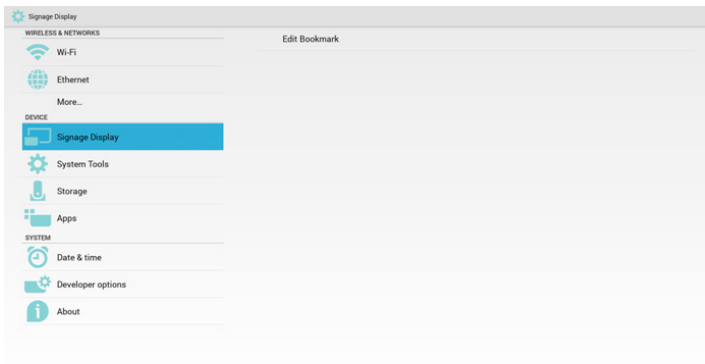 Signage Display
WIRELESS & NETWORKS
Wi-Fi
Ethernet
More...
DEVICE
Signage Display
System Tools
Storage
Apps
SYSTEM
Date & time
Developer options
About
Edit Bookmark